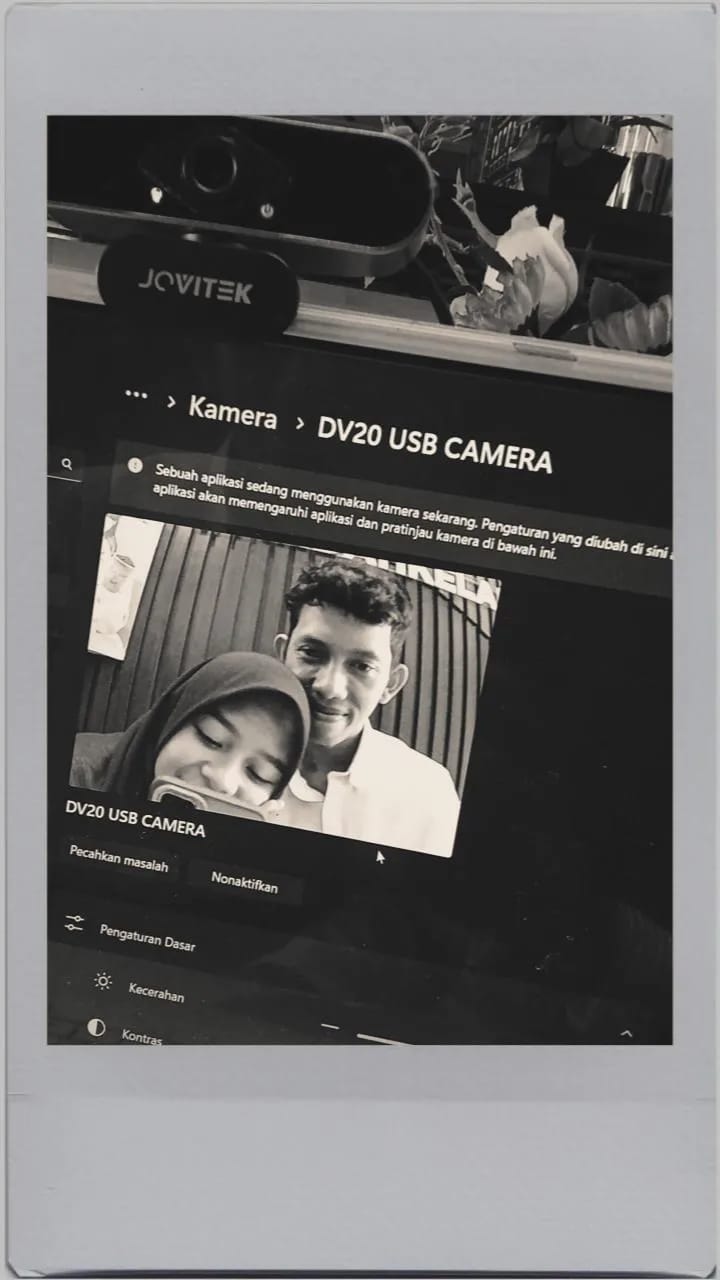 JOVITEK
... > Kamera > DV20 USB CAMERA
Sebuah aplikasi sedang menggunakan kamera sekarang. Pengaturan yang diubah di sini
aplikasi akan memengaruhi aplikasi dan pratinjau kamera di bawah ini.
DV20 USB CAMERA
Pecahkan masalah
Nonaktifkan
Pengaturan Dasar
Kecerahan
Kontras